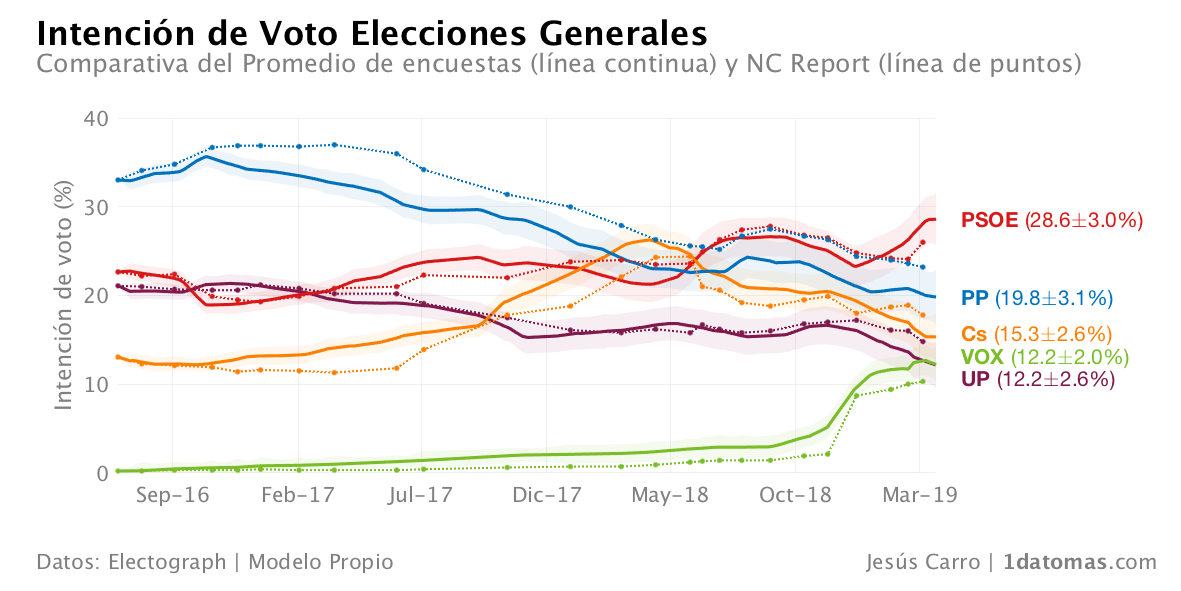 Intención de Voto Elecciones Generales
Comparativa del Promedio de encuestas (línea continua) y NC Report (línea de puntos)
Intención de voto (%)
40
30
20
10
0
PSOE (28.6±3.0%)
PP (19.8±3.1%)
Cs (15.3±2.6%)
VOX (12.2±2.0%)
UP (12.2±2.6%)
Sep–16 Feb–17 Jul–17 Dic–17 May–18 Oct–18 Mar–19
Datos: Electograph | Modelo Propio
Jesús Carro | 1datomas.com